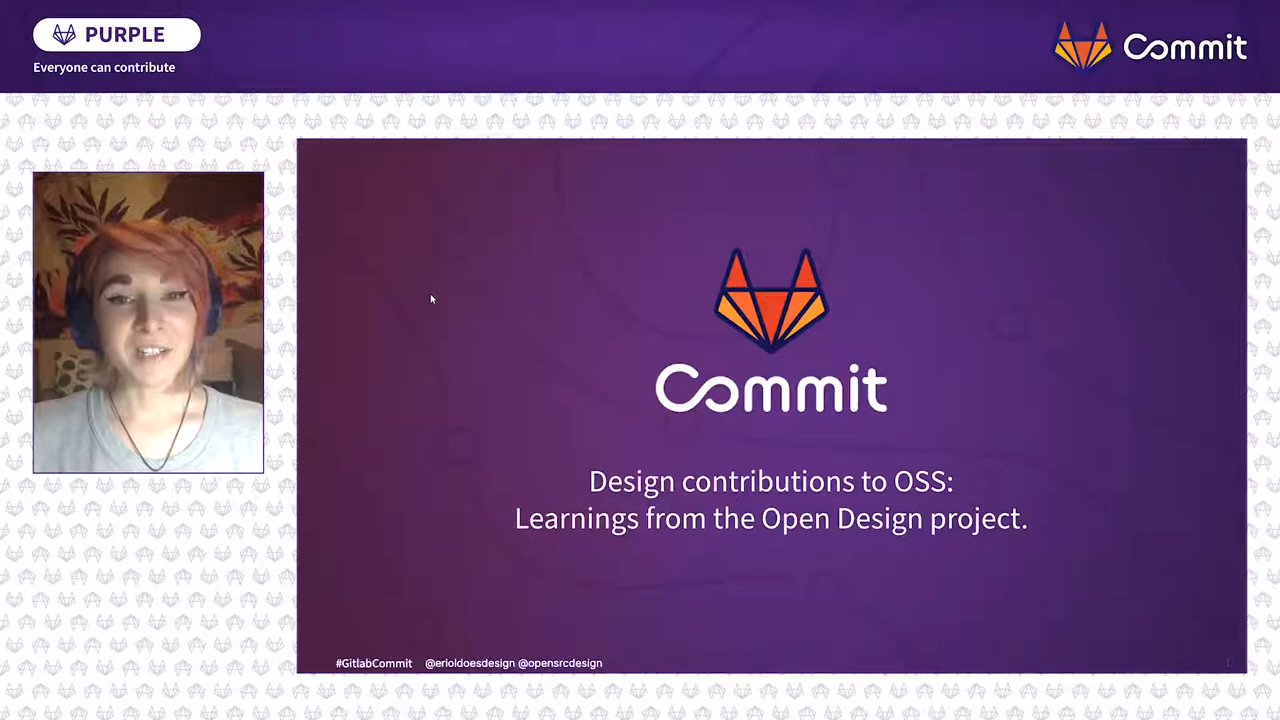 PURPLE
Everyone can contribute
Commit
Commit
Design contributions to OSS:
Learnings from the Open Design project.
#GitlabCommit @erioldoesdesign @opensrcdesign
1